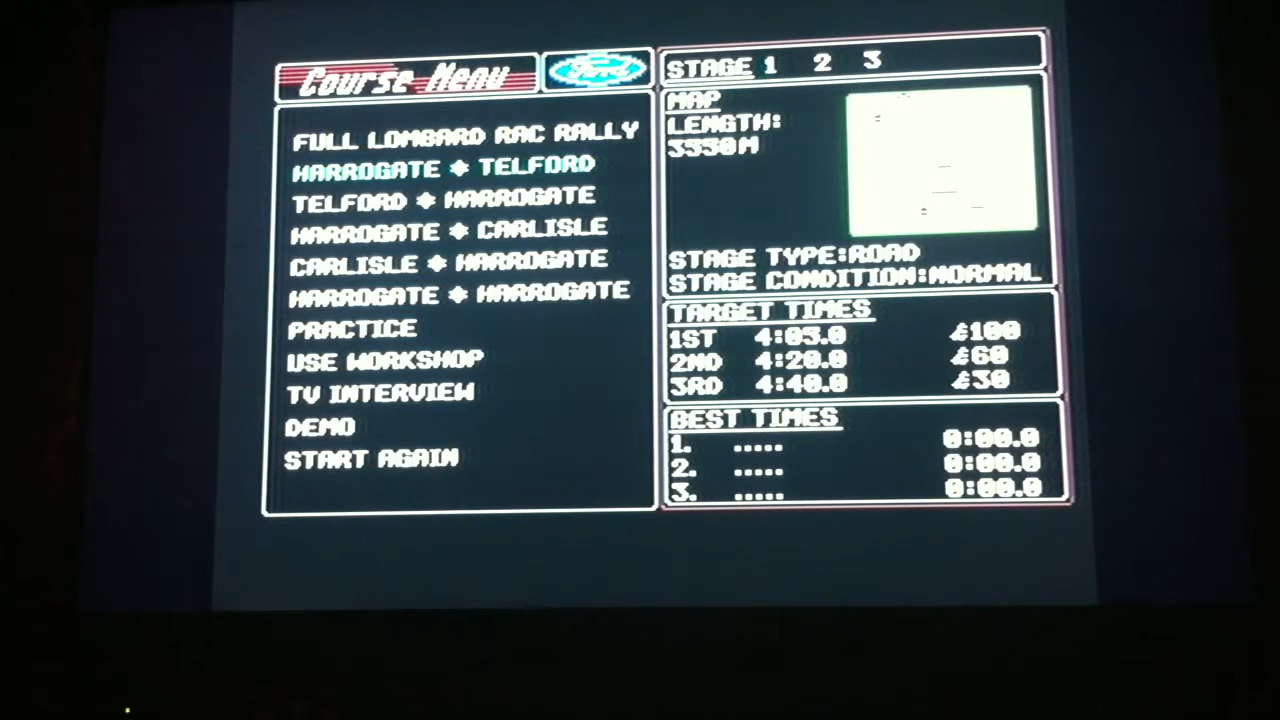 Course Menu
Ford
FULL LOMBARD RAC RALLY
HARROGATE TELFORD
TELFORD HARROGATE
HARROGATE CARLISLE
CARLISLE HARROGATE
HARROGATE HARROGATE
PRACTICE
USE WORKSHOP
TV INTERVIEW
DEMO
START AGAIN
STAGE 1 2 3
MAP
LENGTH:
3330M
STAGE TYPE:ROAD
STAGE CONDITION:NORMAL
TARGET TIMES
1ST 4:05.0 £100
2ND 4:20.0 £60
3RD 4:40.0 £30
BEST TIMES
1. ..... 0:00.0
2. ..... 0:00.0
3. ..... 0:00.0